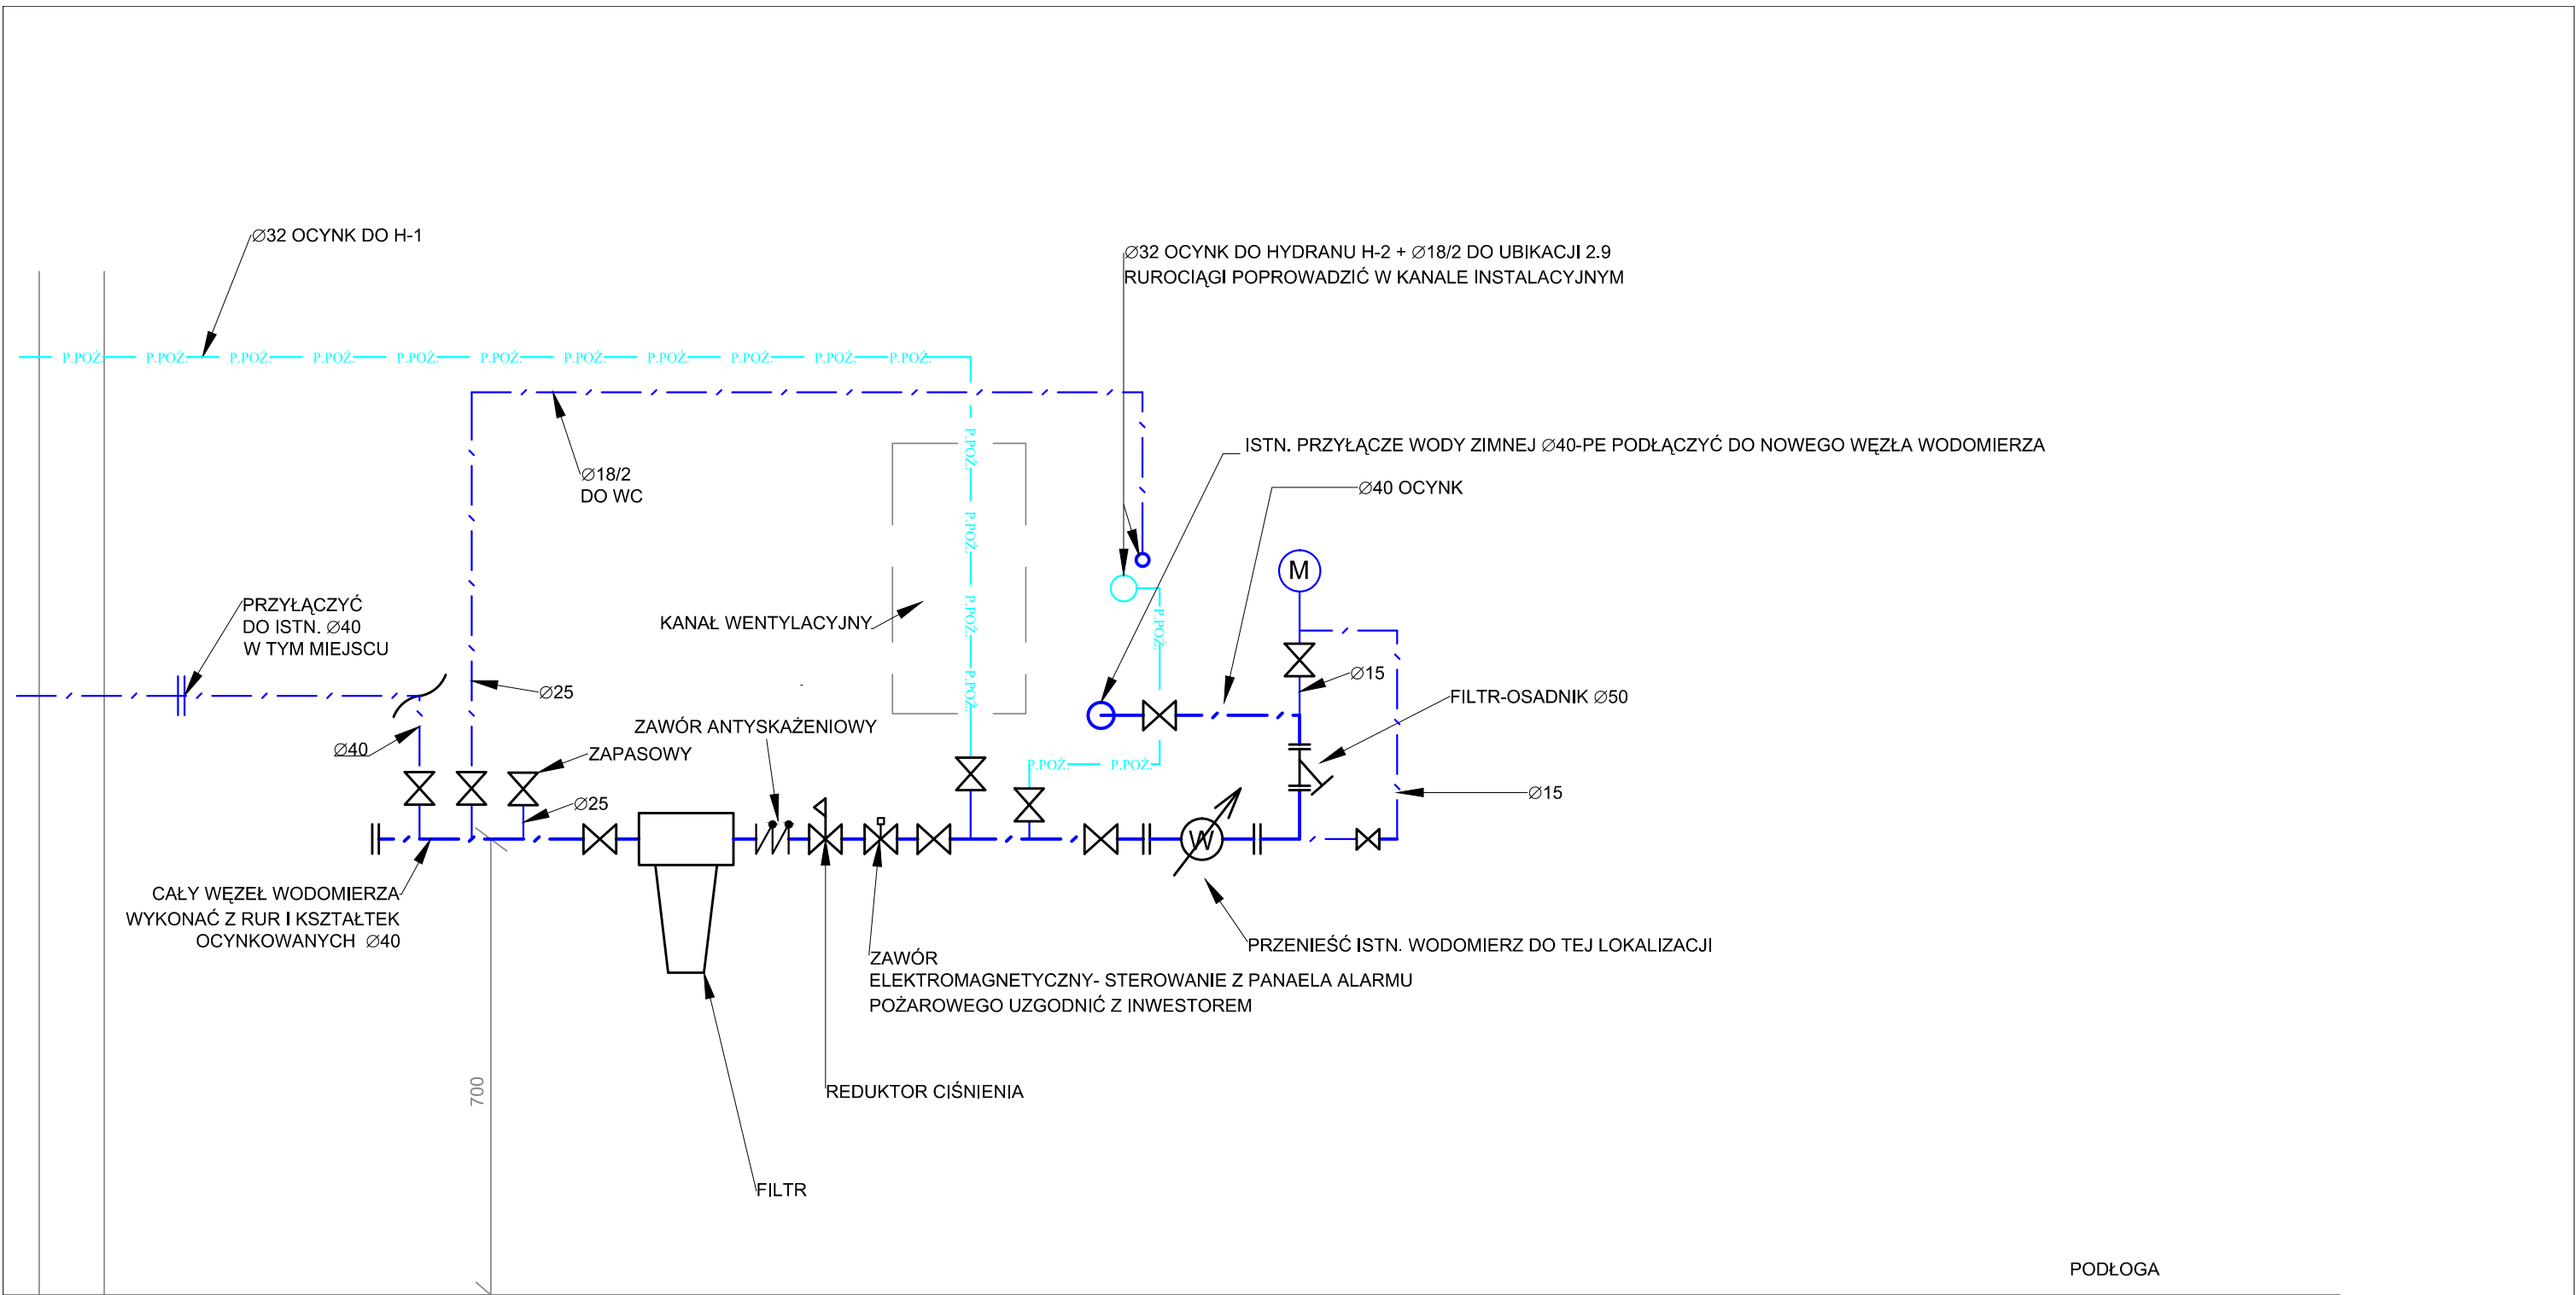 ∅32 OCYNK DO H-1
∅32 OCYNK DO HYDRANU H-2 + ∅18/2 DO UBIKACJI 2.9
RUROCIĄGI POPROWADZIĆ W KANALE INSTALACYJNYM
P.POŻ. P.POŻ. P.POŻ. P.POŻ. P.POŻ. P.POŻ. P.POŻ. P.POŻ. P.POŻ. P.POŻ. P.POŻ.
P.POŻ.
P.POŻ.
P.POŻ.
P.POŻ.
ISTN. PRZYŁĄCZE WODY ZIMNEJ ∅40-PE PODŁĄCZYĆ DO NOWEGO WĘZŁA WODOMIERZA
∅18/2
DO WC
∅40 OCYNK
M
PRZYŁĄCZYĆ
DO ISTN. ∅40
W TYM MIEJSCU
KANAŁ WENTYLACYJNY
P.POŻ.
∅25
∅15
FILTR-OSADNIK ∅50
ZAWÓR ANTYSKAŻENIOWY
∅40
ZAPASOWY
P.POŻ. P.POŻ.
∅25
∅15
W
CAŁY WĘZEŁ WODOMIERZA
WYKONAĆ Z RUR I KSZTAŁTEK
OCYNKOWANYCH ∅40
PRZENIEŚĆ ISTN. WODOMIERZ DO TEJ LOKALIZACJI
ZAWÓR
ELEKTROMAGNETYCZNY- STEROWANIE Z PANAELA ALARMU
POŻAROWEGO UZGODNIĆ Z INWESTOREM
700
REDUKTOR CIŚNIENIA
FILTR
PODŁOGA